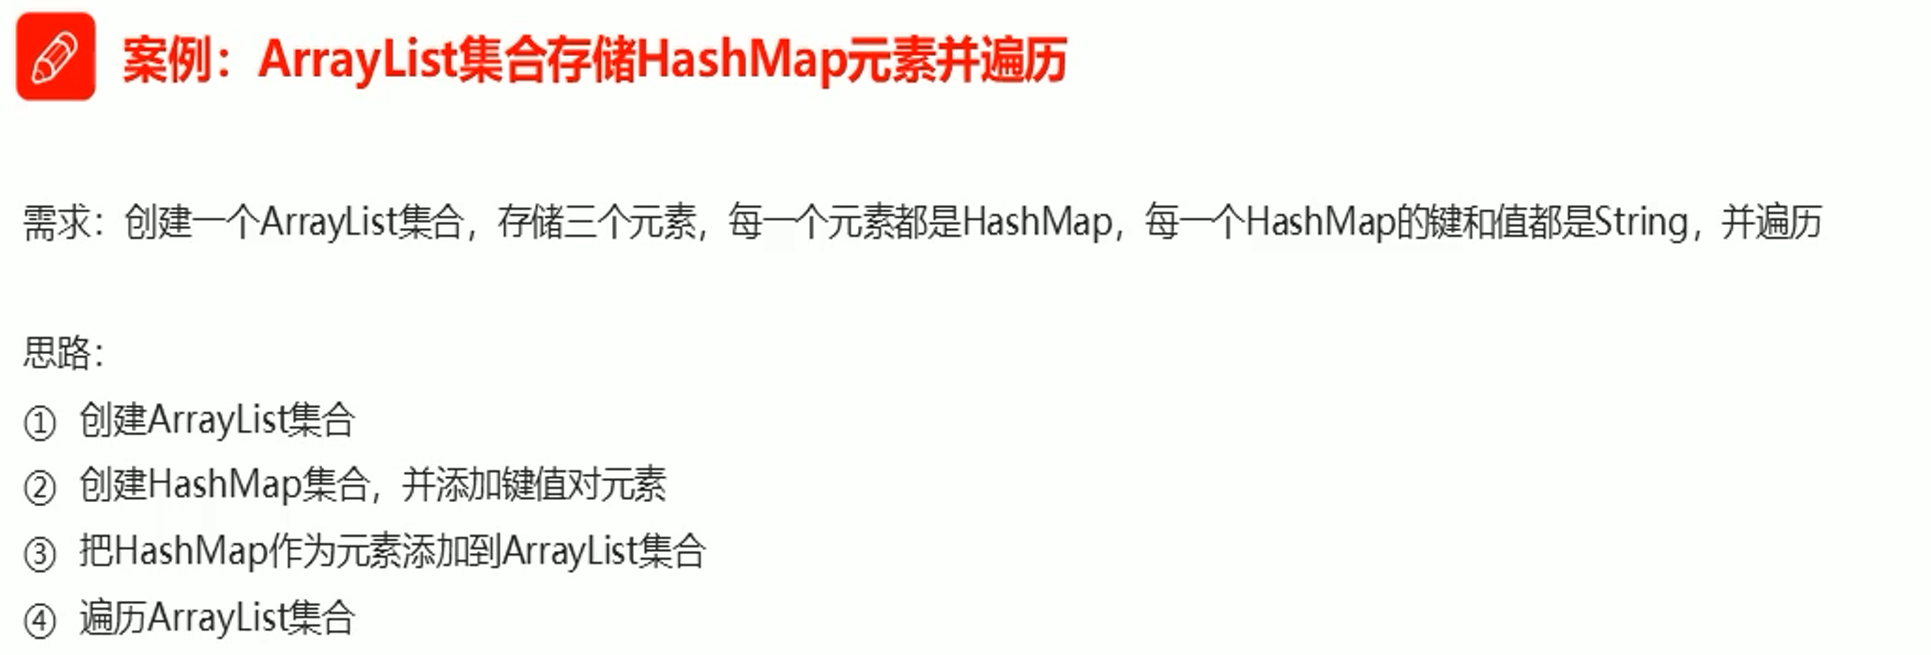 案例：ArrayList集合存储HashMap元素并遍历
需求：创建一个ArrayList集合，存储三个元素，每一个元素都是HashMap，每一个HashMap的键和值都是String，并遍历
思路：
① 创建ArrayList集合
② 创建HashMap集合，并添加键值对元素
③ 把HashMap作为元素添加到ArrayList集合
④ 遍历ArrayList集合